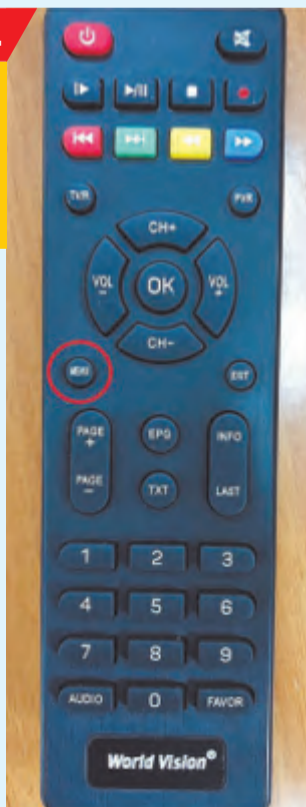 CH+
VOL
−
OK
VOL
+
CH−
MENU
EXIT
PAGE
+
EPG
INFO
PAGE
−
TXT
LAST
1 2 3
4 5 6
7 8 9
AUDIO 0 FAVOR
World Vision®